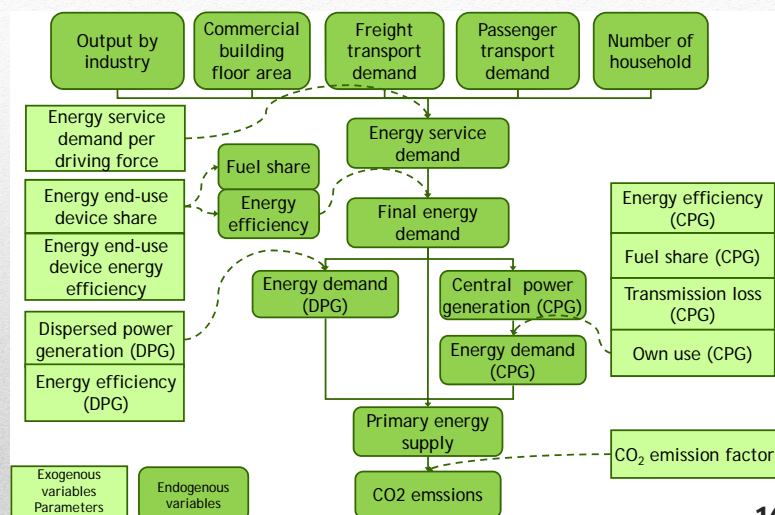 Output by
industry
Commercial
building
floor area
Freight
transport
demand
Passenger
transport
demand
Number of
household
Energy service
demand per
driving force
Energy service
demand
Fuel share
Energy end-use
device share
Energy
efficiency
Final energy
demand
Energy end-use
device energy
efficiency
Energy efficiency
(CPG)
Fuel share (CPG)
Transmission loss
(CPG)
Own use (CPG)
Energy demand
(DPG)
Central power
generation (CPG)
Dispersed power
generation (DPG)
Energy efficiency
(DPG)
Energy demand
(CPG)
Primary energy
supply
CO2 emission factor
CO2 emssions
Exogenous
variables
Parameters
Endogenous
variables